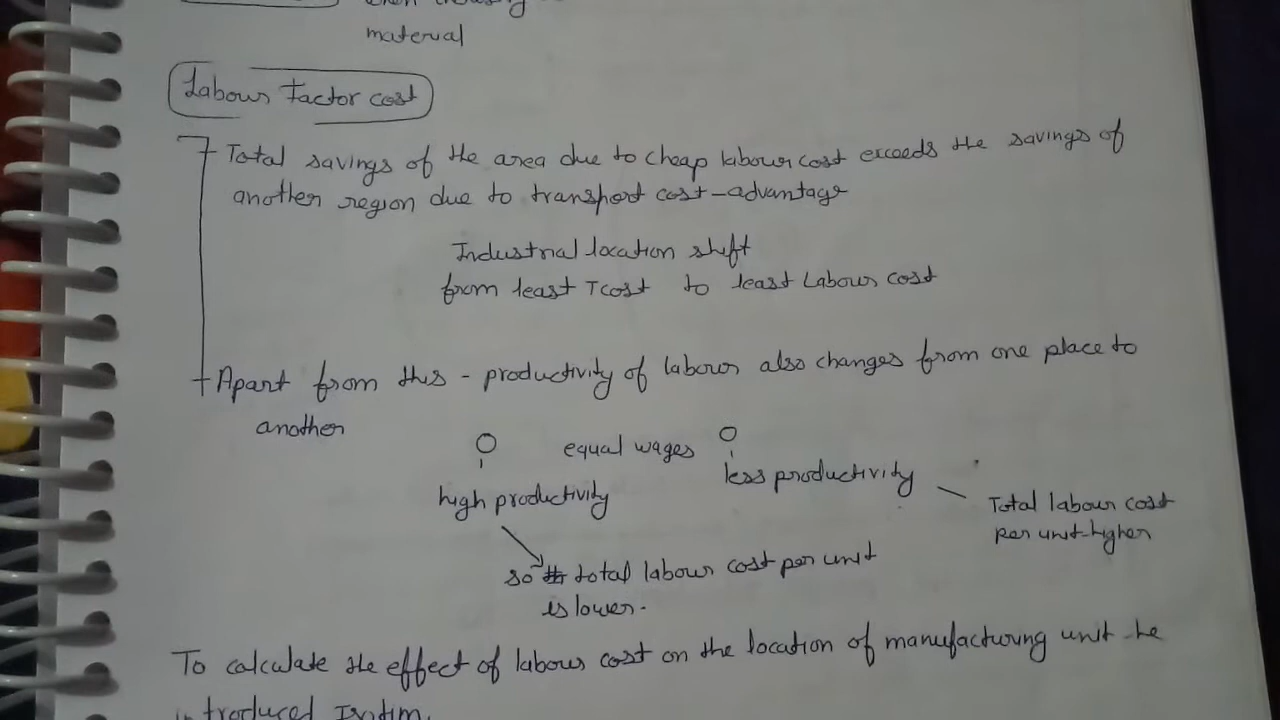 material
Labour Factor cost
Total savings of the area due to cheap labour cost exceeds the savings of
another region due to transport cost-advantage
Industrial location shift
from least Tcost to least Labour cost
Apart from this - productivity of labour also changes from one place to
another
equal wages
high productivity
less productivity
Total labour cost
per unit-higher
so total labour cost per unit
is lower.
To calculate the effect of labour cost on the location of manufacturing unit he
introduced